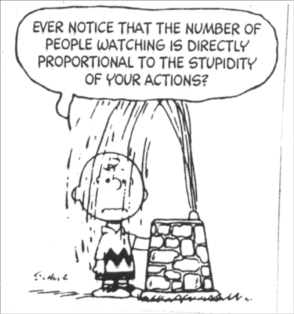 EVER NOTICE THAT THE NUMBER OF
PEOPLE WATCHING IS DIRECTLY
PROPORTIONAL TO THE STUPIDITY
OF YOUR ACTIONS?